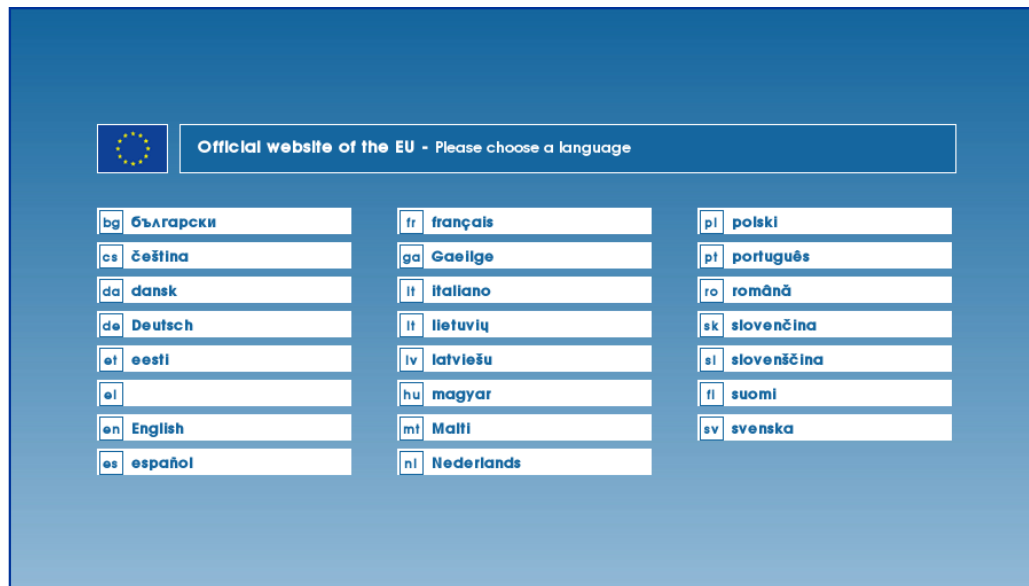 Official website of the EU - Please choose a language
bg български
cs čeština
da dansk
de Deutsch
et eesti
el
en English
es español
fr français
ga Gaeilge
it italiano
lt lietuvių
lv latviešu
hu magyar
mt Malti
nl Nederlands
pl polski
pt português
ro română
sk slovenčina
sl slovenščina
fi suomi
sv svenska